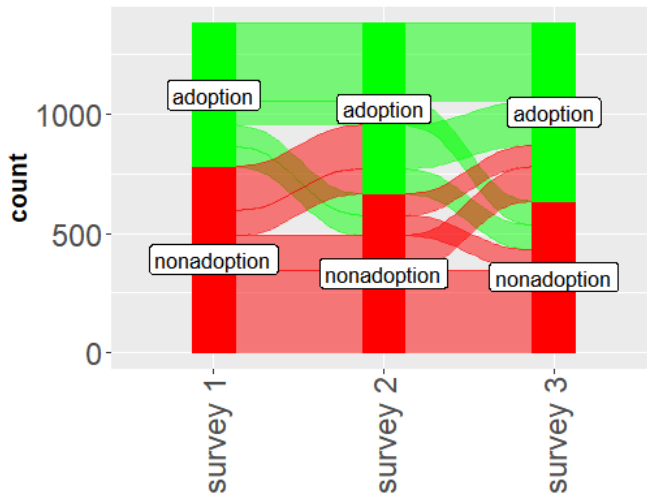 count
1000
500
0
adoption
adoption
adoption
nonadoption
nonadoption
nonadoption
survey 1
survey 2
survey 3